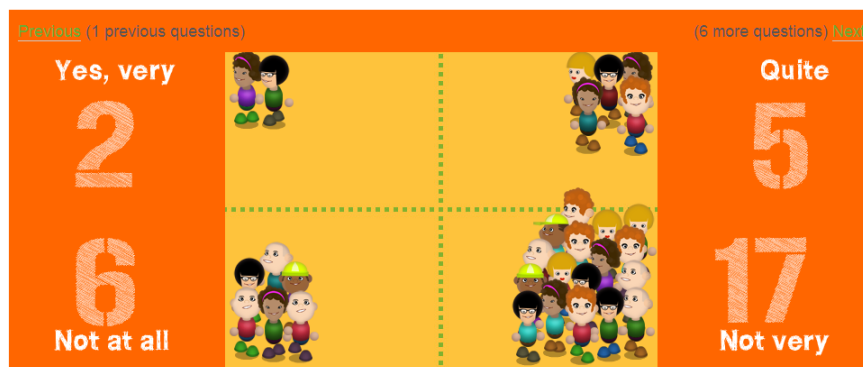 Previous (1 previous questions)
(6 more questions) Next
Yes, very
2
Quite
5
6
Not at all
17
Not very